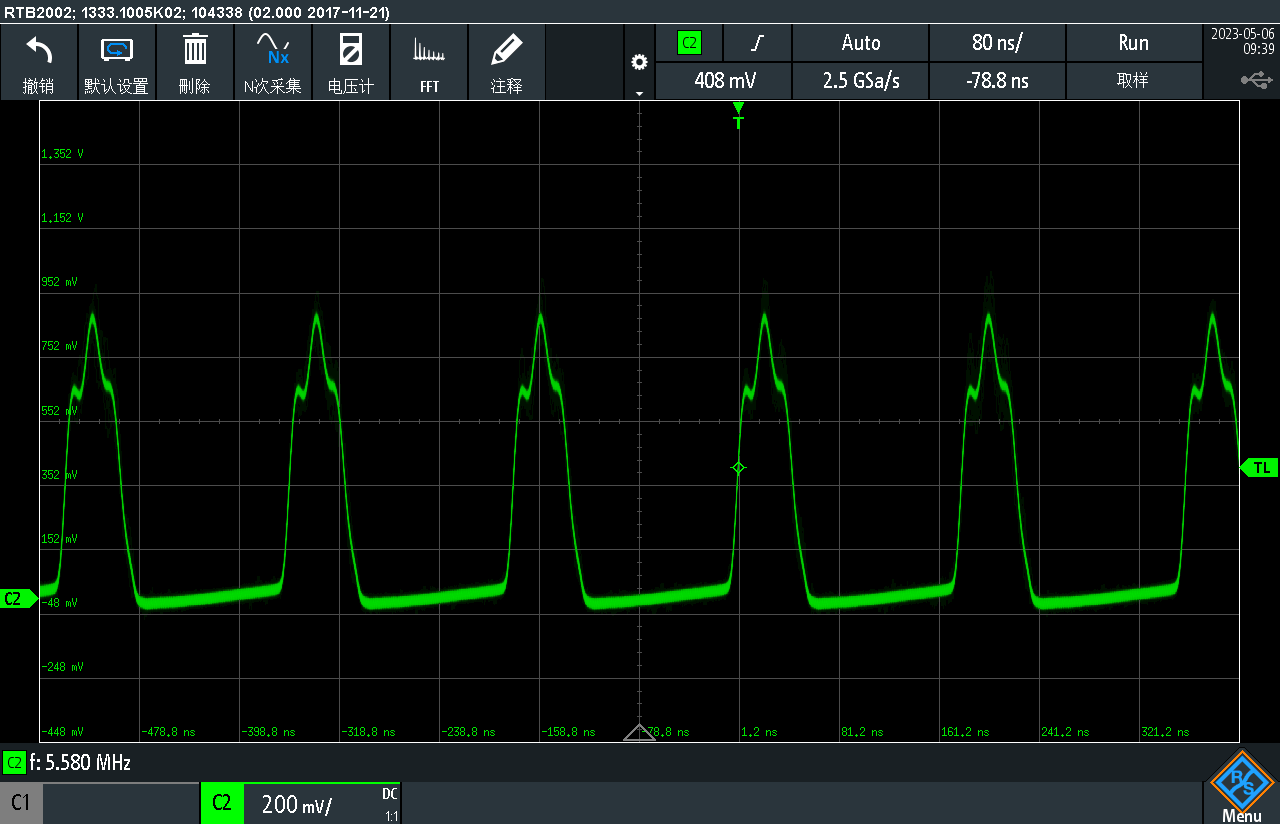 RTB2002; 1333.1005K02; 104338 (02.000 2017-11-21)
撤销
默认设置
删除
Nx
N次采集
电压计
FFT
注释
C2
Auto
80 ns/
Run
408 mV
2.5 GSa/s
-78.8 ns
取样
2023-05-06
09:39
T
1,352 V
1,152 V
952 mV
752 mV
552 mV
352 mV
152 mV
-48 mV
-248 mV
-448 mV
TL
C2
-478,8 ns
-398,8 ns
-318,8 ns
-238,8 ns
-158,8 ns
-78,8 ns
1,2 ns
81,2 ns
161,2 ns
241,2 ns
321,2 ns
C2 f: 5.580 MHz
C1
C2
200 mV/
DC
1:1
R S
Menu